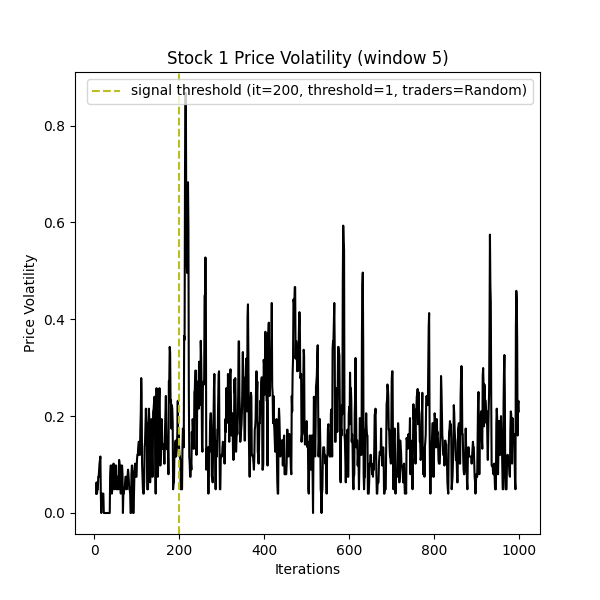 Stock 1 Price Volatility (window 5)
signal threshold (it=200, threshold=1, traders=Random)
0.8
0.6
0.4
0.2
0.0
Price Volatility
0 200 400 600 800 1000
Iterations